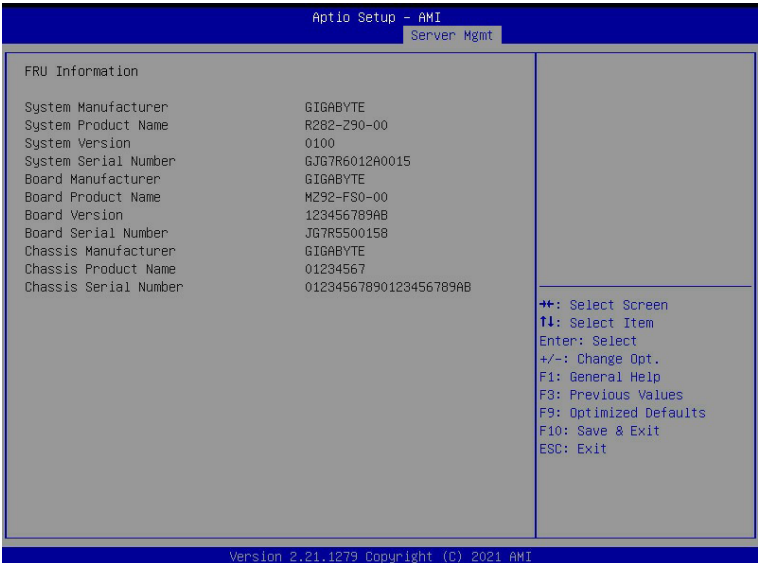 Aptio Setup – AMI
Server Mgmt
FRU Information
System Manufacturer GIGABYTE
System Product Name R282-Z90-00
System Version 0100
System Serial Number GJG7R6012A0015
Board Manufacturer GIGABYTE
Board Product Name MZ92-FS0-00
Board Version 123456789AB
Board Serial Number JG7R5500158
Chassis Manufacturer GIGABYTE
Chassis Product Name 01234567
Chassis Serial Number 01234567890123456789AB
→←: Select Screen
↑↓: Select Item
Enter: Select
+/-: Change Opt.
F1: General Help
F3: Previous Values
F9: Optimized Defaults
F10: Save & Exit
ESC: Exit
Version 2.21.1279 Copyright (C) 2021 AMI